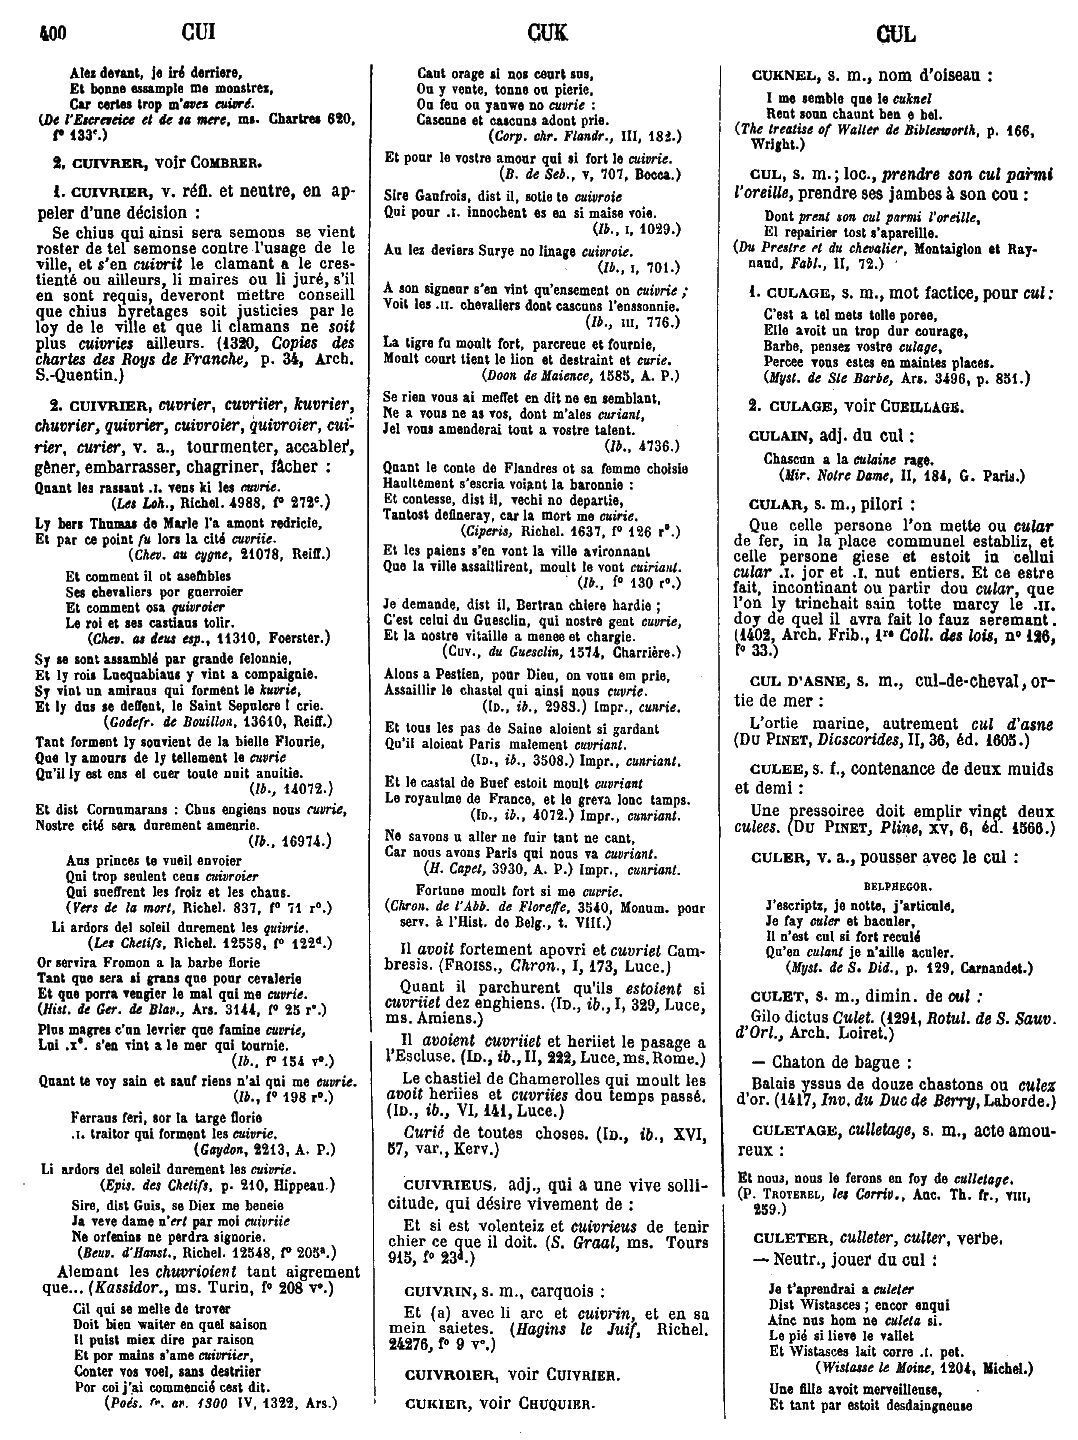 400
CUI
CUK
CUL
Alez devant, je iré derriere,
Et bonne essample me monstrez,
Car certes trop m'avez cuivré.
(De l'Escreveice et de sa mere, ms. Chartres 620,
f° 133ᶜ.)
2. CUIVRER, voir COMBRER.
1. CUIVRIER, v. réfl. et neutre, en ap-
peler d'une décision :
Se chius qui ainsi sera semons se vient
roster de tel semonse contre l'usage de le
ville, et s'en cuivrit le clamant a le cres-
tienté ou ailleurs, li maires ou li juré, s'il
en sont requis, deveront mettre conseill
que chius hyretages soit justicies par le
loy de le ville et que li clamans ne soit
plus cuivries ailleurs. (1320, Copies des
chartes des Roys de Franche, p. 34, Arch.
S.-Quentin.)
2. CUIVRIER, cuvrier, cuvriier, kuvrier,
chuvrier, quivrier, cuivroier, quivroier, cui-
rier, curier, v. a., tourmenter, accabler,
gêner, embarrasser, chagriner, fâcher :
Quant les rassant .I. vens ki les cuvrie.
(Les Loh., Richel. 4988, f° 272ᶜ.)
Ly bers Thumas de Marle l'a amont redricie,
Et par ce point fu lors la cité cuvriie.
(Chev. au cygne, 21078, Reiff.)
Et comment il ot asembles
Ses chevaliers por guerroier
Et comment osa quivroier
Le roi et ses castiaus tolir.
(Chev. as deus esp., 11310, Foerster.)
Sy se sont assamblé par grande felonnie,
Et ly rois Lucquabiaus y vint a compaignie.
Sy vint un amiraus qui forment le kuvrie,
Et ly dus se deffent, le Saint Sepulcre I crie.
(Godefr. de Bouillon, 13610, Reiff.)
Tant forment ly souvient de la bielle Flourie,
Que ly amours de ly tellement le cuvrie
Qu'il ly est ens el cuer toute nuit anuitie.
(Ib., 14072.)
Et dist Cornumarans : Chus engiens nous cuvrie,
Nostre cité sera durement amenrie.
(Ib., 16974.)
Aus princes te vueil envoier
Qui trop seulent ceus cuivroier
Qui sueffrent les froiz et les chaus.
(Vers de la mort, Richel. 837, f° 71 r°.)
Li ardors del soleil durement les quivrie.
(Les Chetifs, Richel. 12558, f° 122ᵈ.)
Or servira Fromon a la barbe florie
Tant que sera si grans que pour cevalerie
Et que porra vengier le mal qui me cuvrie.
(Hist. de Ger. de Blav., Ars. 3144, f° 25 r°.)
Plus magres c'un levrier que famine cuvrie,
Lui .xᵉ. s'en vint a le mer qui tournie.
(Ib., f° 154 v°.)
Quant te voy sain et sauf riens n'ai qui me cuvrie.
(Ib., f° 198 r°.)
Ferraus feri, sor la targe florie
.I. traitor qui forment les cuivrie.
(Gaydon, 2213, A. P.)
Li ardors del soleil durement les cuivrie.
(Epis. des Chetifs, p. 210, Hippeau.)
Sire, dist Guis, se Diex me beneie
Ja veve dame n'ert par moi cuivriie
Ne orfenins ne perdra signorie.
(Beuv. d'Hanst., Richel. 12548, f° 205ᵃ.)
Alemant les chuvrioient tant aigrement
que... (Kassidor., ms. Turin, f° 208 v°.)
Cil qui se melle de trover
Doit bien waiter en quel saison
Il puist miex dire par raison
Et por mains s'ame cuivriier,
Conter vos voel, sans destriier
Por coi j'ai commencié cest dit.
(Poés. fr. av. 1300 IV, 1322, Ars.)
Caut orage si nos ceurt sus,
Ou y vente, tonne ou pierie,
Ou feu ou yauwe no cuvrie :
Cascune et cascuns adont prie.
(Corp. chr. Flandr., III, 182.)
Et pour le vostre amour qui si fort le cuivrie.
(B. de Seb., v, 707, Bocca.)
Sire Gaufrois, dist il, sotie te cuivroie
Qui pour .I. innochent es en si maise voie.
(Ib., I, 1029.)
Au lez deviers Surye no linage cuivroie.
(Ib., I, 701.)
A son signeur s'en vint qu'ensement on cuivrie ;
Voit les .II. chevaliers dont cascuns l'enssonnie.
(Ib., III, 776.)
La tigre fu moult fort, parcreue et fournie,
Moult court tient le lion et destraint et curie.
(Doon de Maience, 1585, A. P.)
Se rien vous ai meffet en dit ne en semblant,
Ne a vous ne as vos, dont m'ales curiant,
Jel vous amenderai tout a vostre talent.
(Ib., 4736.)
Quant le conte de Flandres ot sa femme choisie
Haultement s'escria voiant la baronnie :
Et contesse, dist il, vechi no departie,
Tantost defineray, car la mort me cuirie.
(Ciperis, Richel. 1637, f° 126 r°.)
Et les paiens s'en vont la ville avironnant
Que la ville assaillirent, moult le vont cuiriant.
(Ib., f° 130 r°.)
Je demande, dist il, Bertran chiere hardie ;
C'est celui du Guesclin, qui nostre gent cuvrie,
Et la nostre vitaille a menee et chargie.
(CUV., du Guesclin, 1574, Charrière.)
Alons a Pestien, pour Dieu, on vous em prie,
Assaillir le chastel qui ainsi nous cuvrie.
(ID., ib., 2983.) Impr., cunrie.
Et tous les pas de Saine aloient si gardant
Qu'il aloient Paris malement cuvriant.
(ID., ib., 3508.) Impr., cunriant.
Et le castal de Buef estoit moult cuvriant
Le royaulme de France, et le greva lonc tamps.
(ID., ib., 4072.) Impr., cunriant.
Ne savons u aller ne fuir tant ne cant,
Car nous avons Paris qui nous va cuvriant.
(H. Capet, 3930, A. P.) Impr., cunriant.
Fortune moult fort si me cuvrie.
(Chron. de l'Abb. de Floreffe, 3540, Monum. pour
serv. à l'Hist. de Belg., t. VIII.)
Il avoit fortement apovri et cuvriet Cam-
bresis. (FROISS., Chron., I, 173, Luce.)
Quant il parchurent qu'ils estoient si
cuvriiet dez enghiens. (ID., ib., I, 329, Luce,
ms. Amiens.)
Il avoient cuvriiet et heriiet le pasage a
l'Escluse. (ID., ib., II, 222, Luce, ms. Rome.)
Le chastiel de Chamerolles qui moult les
avoit heriies et cuvriies dou temps passé.
(ID., ib., VI, 141, Luce.)
Curié de toutes choses. (ID., ib., XVI,
57, var., Kerv.)
CUIVRIEUS, adj., qui a une vive solli-
citude, qui désire vivement de :
Et si est volenteiz et cuivrieus de tenir
chier ce que il doit. (S. Graal, ms. Tours
915, f° 23ᵈ.)
CUIVRIN, s. m., carquois :
Et (a) avec li arc et cuivrin, et en sa
mein saietes. (Hagins le Juif, Richel.
24276, f° 9 v°.)
CUIVROIER, voir CUIVRIER.
CUKIER, voir CHUQUIER.
CUKNEL, s. m., nom d'oiseau :
I me semble que le cuknel
Rent soun chaunt ben e bel.
(The treatise of Walter de Biblesworth, p. 166,
Wright.)
CUL, s. m. ; loc., prendre son cul parmi
l'oreille, prendre ses jambes à son cou :
Dont prent son cul parmi l'oreille,
El repairier tost s'apareille.
(Du Prestre et du chevalier, Montaiglon et Ray-
naud, Fabl., II, 72.)
1. CULAGE, s. m., mot factice, pour cul :
C'est a tel mets tolle poree,
Elle avoit un trop dur courage,
Barbe, pensez vostre culage,
Percee vous estes en maintes places.
(Myst. de Ste Barbe, Ars. 3496, p. 851.)
2. CULAGE, voir CUEILLAGE.
CULAIN, adj. du cul :
Chascun a la culaine rage.
(Mir. Notre Dame, II, 184, G. Paris.)
CULAR, s. m., pilori :
Que celle persone l'on mette ou cular
de fer, in la place communel establiz, et
celle persone giese et estoit in cellui
cular .I. jor et .I. nut entiers. Et ce estre
fait, incontinant ou partir dou cular, que
l'on ly trinchait sain totte marcy le .II.
doy de quel il avra fait lo fauz seremant.
(1402, Arch. Frib., 1ʳᵉ Coll. des lois, n° 126,
f° 33.)
CUL D'ASNE, s. m., cul-de-cheval, or-
tie de mer :
L'ortie marine, autrement cul d'asne
(DU PINET, Dioscorides, II, 36, éd. 1605.)
CULEE, s. f., contenance de deux muids
et demi :
Une pressoiree doit emplir vingt deux
culees. (DU PINET, Pline, XV, 6, éd. 1566.)
CULER, v. a., pousser avec le cul :
BELPHEGOR.
J'escriptz, je notte, j'articule,
Je fay culer et baculer,
Il n'est cul si fort reculé
Qu'en culant je n'aille aculer.
(Myst. de S. Did., p. 129, Carnandet.)
CULET, s. m., dimin. de cul :
Gilo dictus Culet. (1291, Rotul. de S. Sauv.
d'Orl., Arch. Loiret.)
— Chaton de bague :
Balais yssus de douze chastons ou culez
d'or. (1417, Inv. du Duc de Berry, Laborde.)
CULETAGE, culletage, s. m., acte amou-
reux :
Et nous, nous le ferons en foy de culletage.
(P. TROTEREL, les Corriv., Anc. Th. fr., VIII,
259.)
CULETER, culleter, culter, verbe.
— Neutr., jouer du cul :
Je t'aprendrai a culeter
Dist Wistasces ; encor enqui
Ainc nus hom ne culeta si.
Le pié si lieve le vallet
Et Wistasces lait corre .I. pet.
(Wistasse le Moine, 1204, Michel.)
Une fille avoit merveilleuse,
Et tant par estoit desdaingneuse